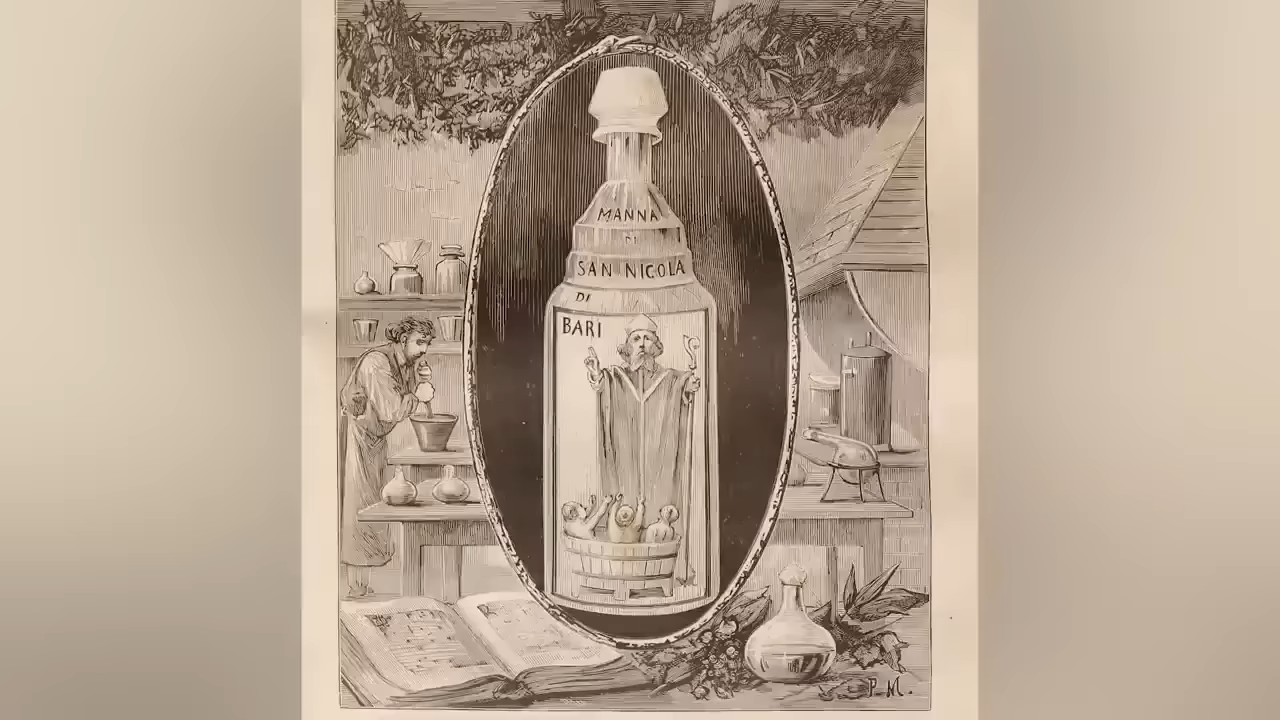 MANNA
DI
SAN NICOLA
DI
BARI
P. M.